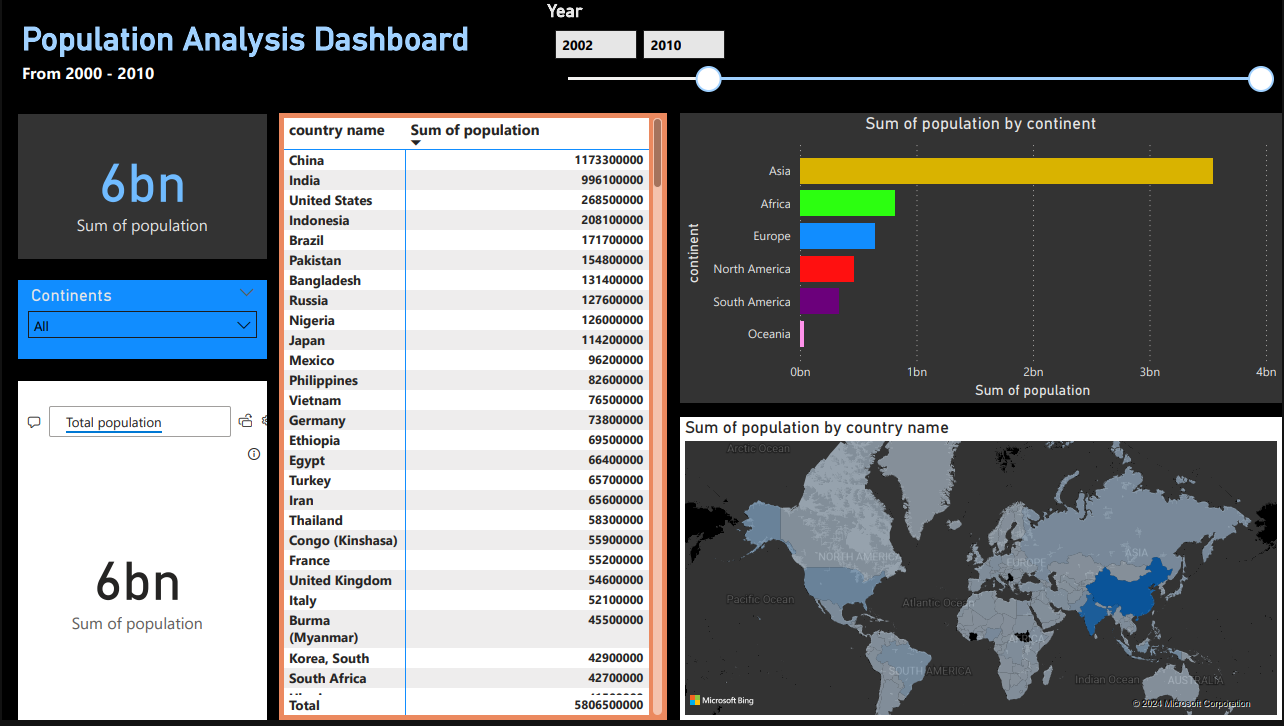 Population Analysis Dashboard
From 2000 - 2010
Year
2002 2010
6bn
Sum of population
Continents
All
Total population
6bn
Sum of population
country name Sum of population
China 1173300000
India 996100000
United States 268500000
Indonesia 208100000
Brazil 171700000
Pakistan 154800000
Bangladesh 131400000
Russia 127600000
Nigeria 126000000
Japan 114200000
Mexico 96200000
Philippines 82600000
Vietnam 76500000
Germany 73800000
Ethiopia 69500000
Egypt 66400000
Turkey 65700000
Iran 65600000
Thailand 58300000
Congo (Kinshasa) 55900000
France 55200000
United Kingdom 54600000
Italy 52100000
Burma 45500000
(Myanmar)
Korea, South 42900000
South Africa 42700000
Total 5806500000
Sum of population by continent
continent
Asia
Africa
Europe
North America
South America
Oceania
0bn 1bn 2bn 3bn 4bn
Sum of population
Sum of population by country name
Arctic Ocean
NORTH AMERICA
EUROPE
ASIA
Pacific Ocean
Atlantic Ocean
AFRICA
SOUTH AMERICA
Indian Ocean
AUSTRALIA
Microsoft Bing
© 2024 Microsoft Corporation